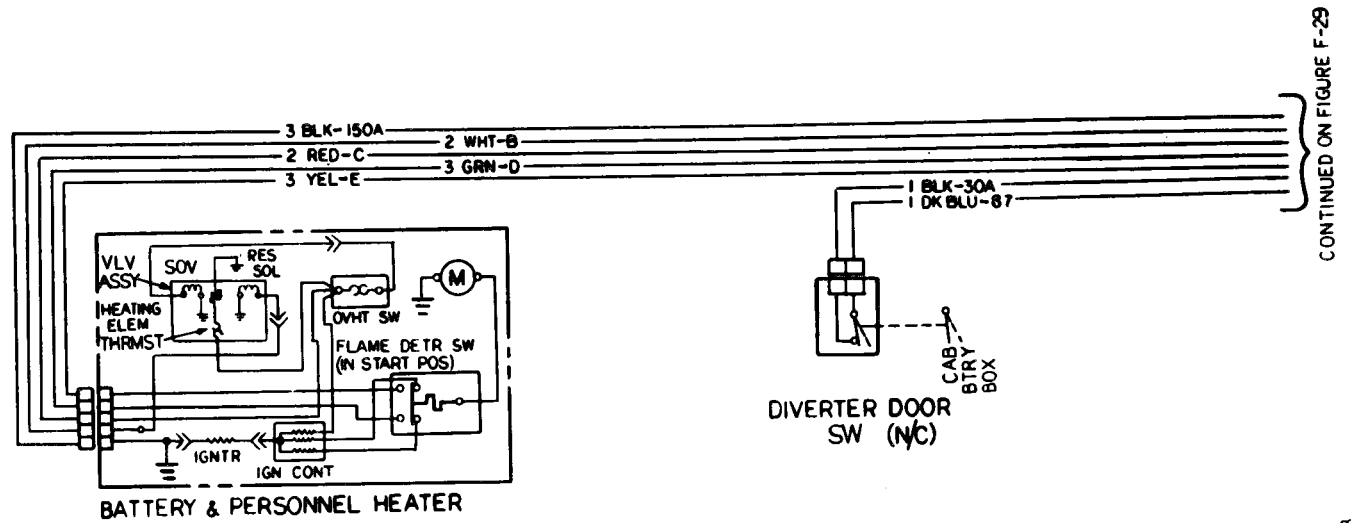 CONTINUED ON FIGURE F-29
3 BLK-150A
2 WHT-B
2 RED-C
3 GRN-D
3 YEL-E
1 BLK-30A
1 DK BLU-87
VLV
ASSY
SOV
RES
SOL
HEATING
ELEM
THRMST
OVHT SW
M
FLAME DETR SW
(IN START POS)
IGNTR
IGN CONT
BATTERY & PERSONNEL HEATER
CAB
BTRY
BOX
DIVERTER DOOR
SW (N/C)